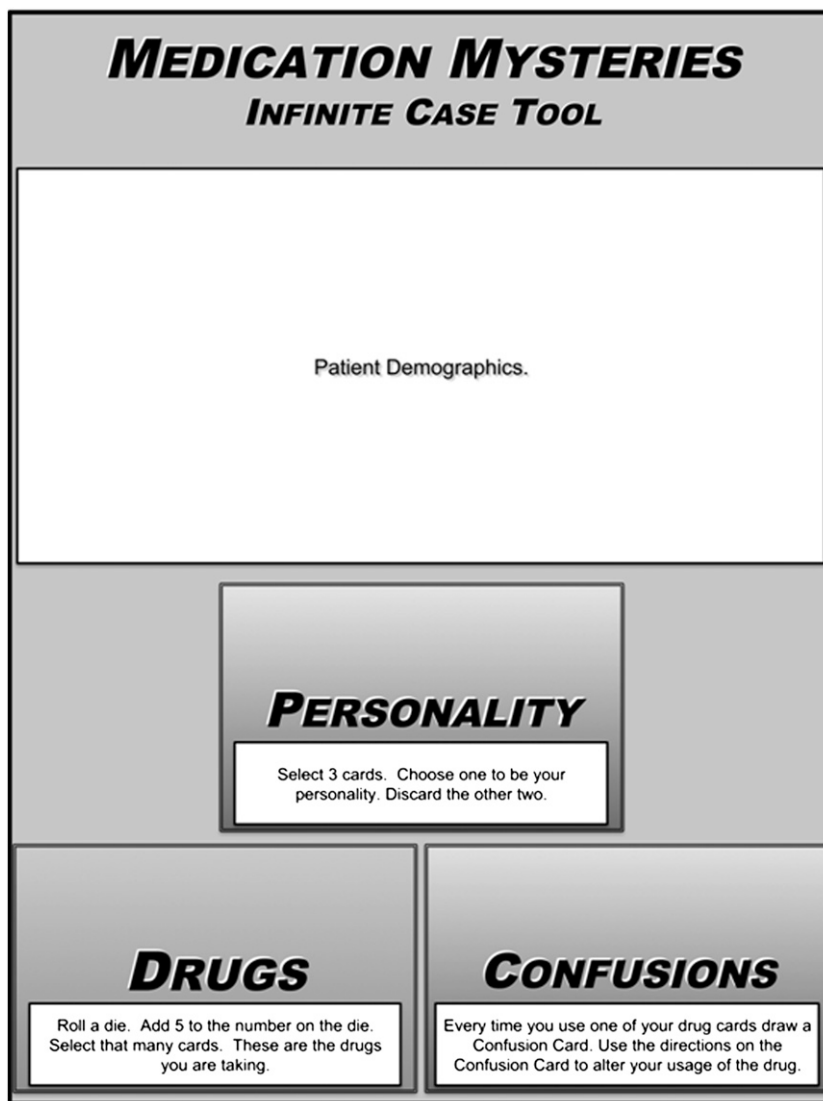 MEDICATION MYSTERIES
INFINITE CASE TOOL
Patient Demographics.
PERSONALITY
Select 3 cards. Choose one to be your
personality. Discard the other two.
DRUGS
Roll a die. Add 5 to the number on the die.
Select that many cards. These are the drugs
you are taking.
CONFUSIONS
Every time you use one of your drug cards draw a
Confusion Card. Use the directions on the
Confusion Card to alter your usage of the drug.